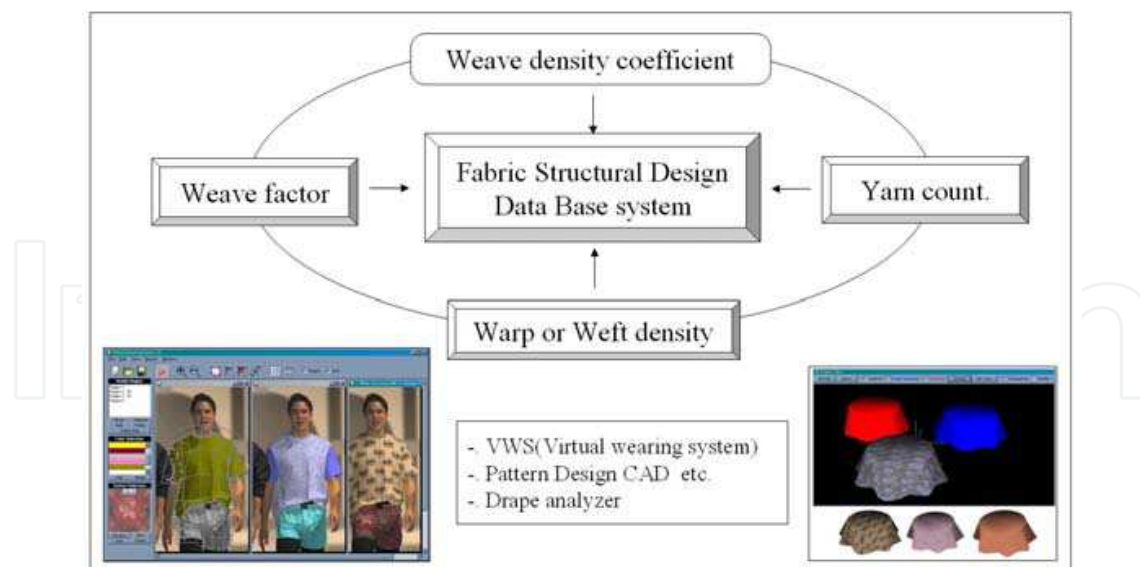 Weave density coefficient
Weave factor
Fabric Structural Design
Data Base system
Yarn count.
Warp or Weft density
-. VWS(Virtual wearing system)
-. Pattern Design CAD etc.
-. Drape analyzer